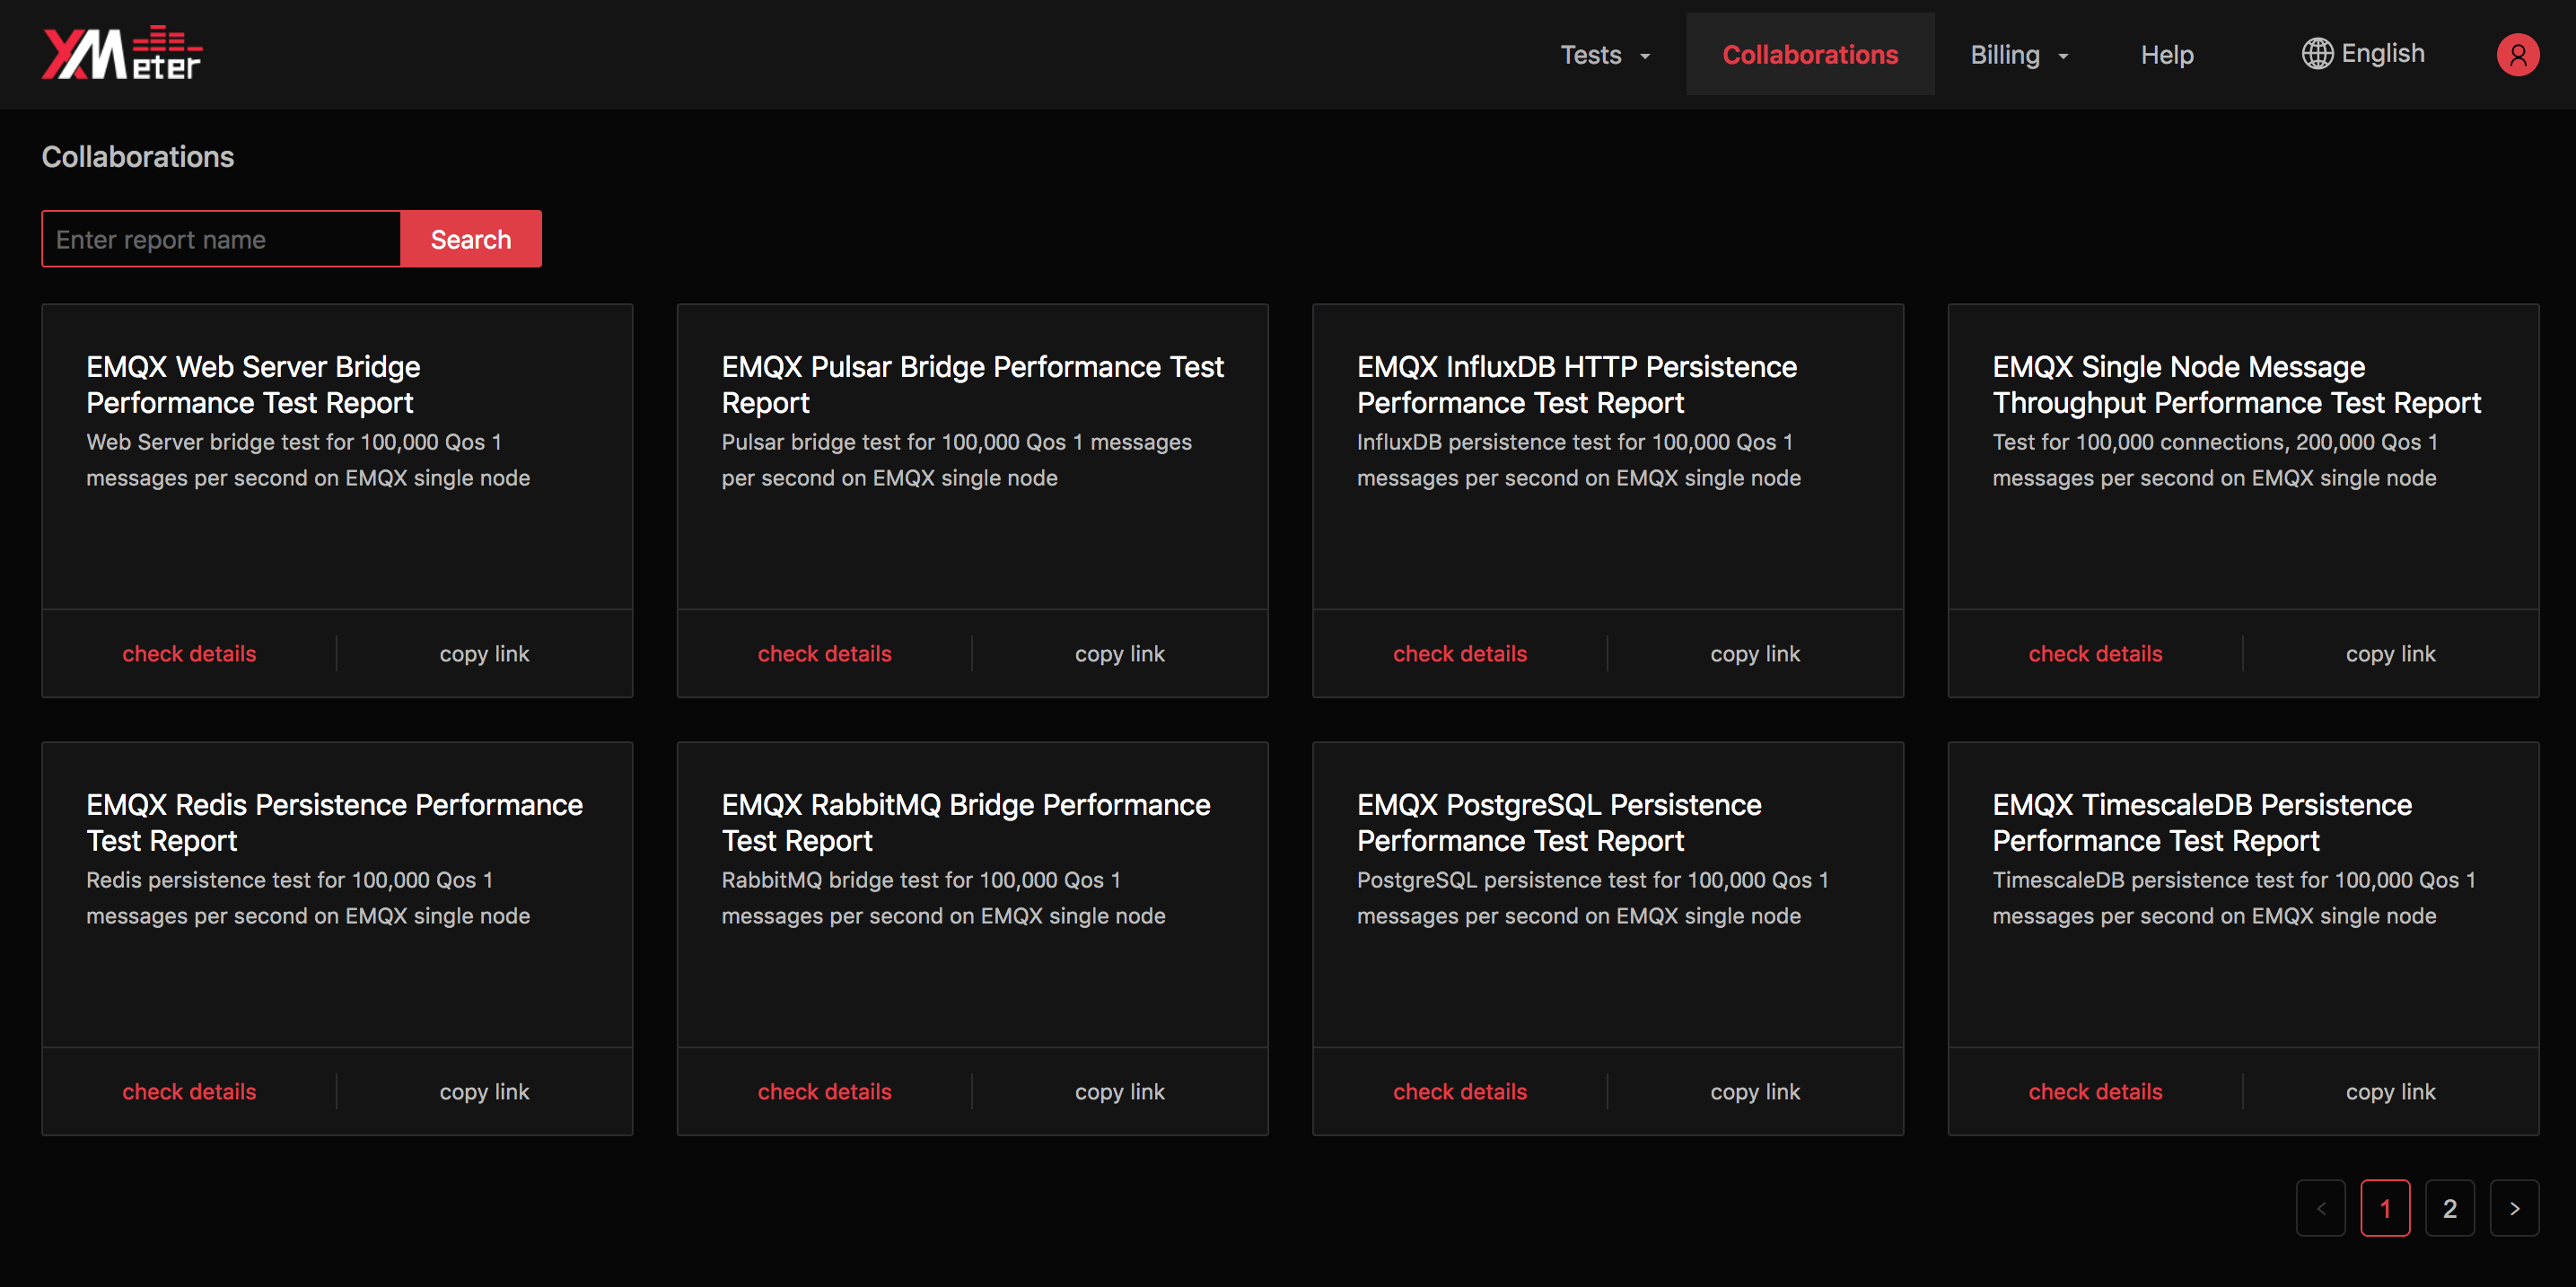 XMeter
Tests
Collaborations
Billing
Help
English
Collaborations
Enter report name
Search
EMQX Web Server Bridge
Performance Test Report
Web Server bridge test for 100,000 Qos 1
messages per second on EMQX single node
check details
copy link
EMQX Pulsar Bridge Performance Test
Report
Pulsar bridge test for 100,000 Qos 1 messages
per second on EMQX single node
check details
copy link
EMQX InfluxDB HTTP Persistence
Performance Test Report
InfluxDB persistence test for 100,000 Qos 1
messages per second on EMQX single node
check details
copy link
EMQX Single Node Message
Throughput Performance Test Report
Test for 100,000 connections, 200,000 Qos 1
messages per second on EMQX single node
check details
copy link
EMQX Redis Persistence Performance
Test Report
Redis persistence test for 100,000 Qos 1
messages per second on EMQX single node
check details
copy link
EMQX RabbitMQ Bridge Performance
Test Report
RabbitMQ bridge test for 100,000 Qos 1
messages per second on EMQX single node
check details
copy link
EMQX PostgreSQL Persistence
Performance Test Report
PostgreSQL persistence test for 100,000 Qos 1
messages per second on EMQX single node
check details
copy link
EMQX TimescaleDB Persistence
Performance Test Report
TimescaleDB persistence test for 100,000 Qos 1
messages per second on EMQX single node
check details
copy link
< 1 2 >